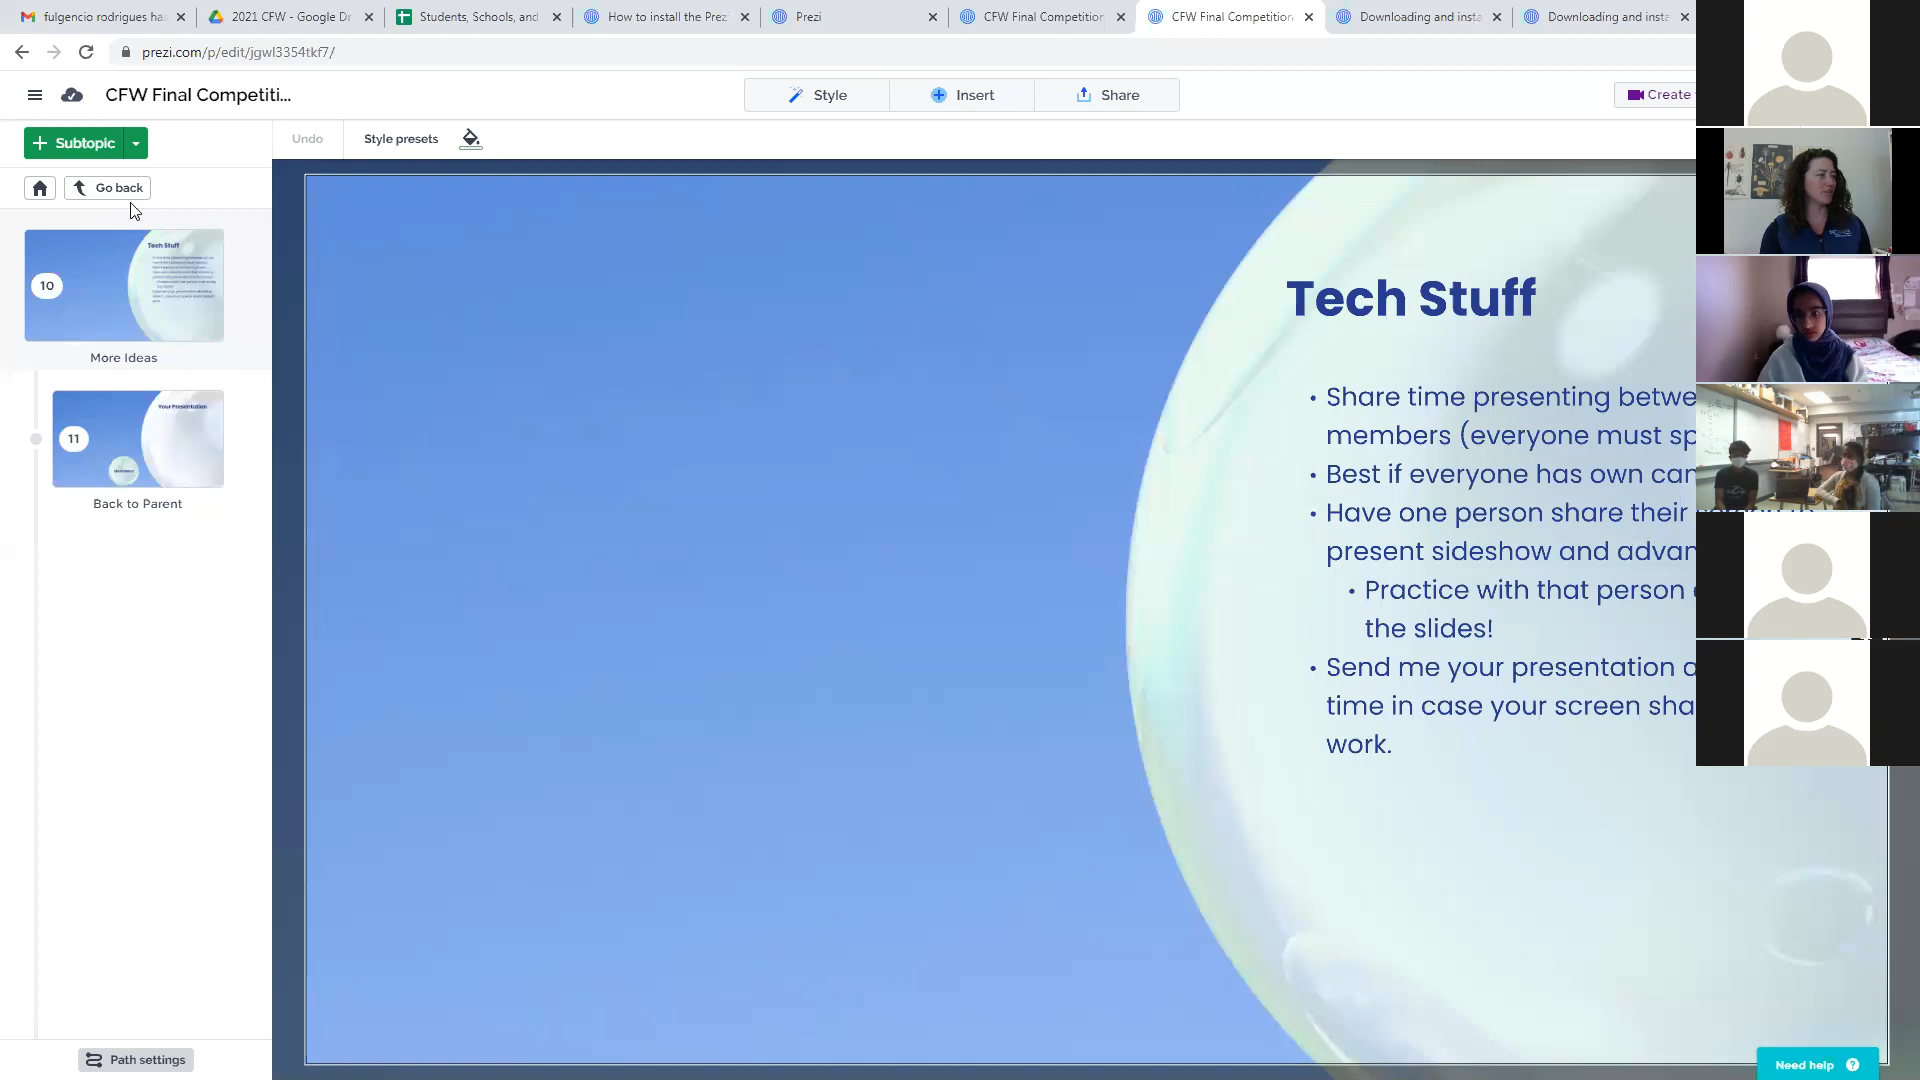 fulgencio rodrigues ha
2021 CFW - Google Dr
Students, Schools, and
How to install the Prez
Prezi
CFW Final Competition
CFW Final Competition
Downloading and insta
Downloading and insta
prezi.com/p/edit/jgwl3354tkf7/
CFW Final Competiti...
Style
Insert
Share
Create
Subtopic
Undo
Style presets
Go back
Tech Stuff
10
More Ideas
Your Presentation
11
Back to Parent
Path settings
Tech Stuff
• Share time presenting betwe
members (everyone must sp
• Best if everyone has own cam
• Have one person share their
present sideshow and advan
• Practice with that person
the slides!
• Send me your presentation a
time in case your screen sha
work.
Need help ?